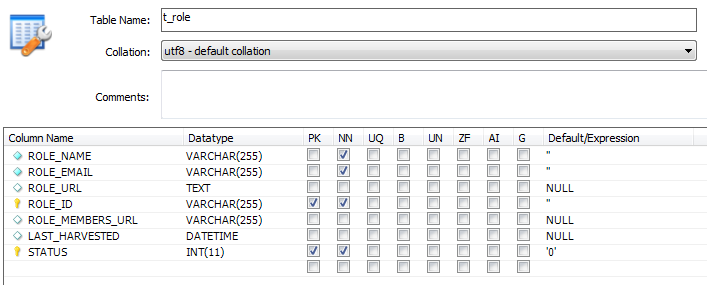 Table Name: t_role
Collation: utf8 - default collation
Comments:
Column Name Datatype PK NN UQ B UN ZF AI G Default/Expression
ROLE_NAME VARCHAR(255) ''
ROLE_EMAIL VARCHAR(255) ''
ROLE_URL TEXT NULL
ROLE_ID VARCHAR(255) ''
ROLE_MEMBERS_URL VARCHAR(255) NULL
LAST_HARVESTED DATETIME NULL
STATUS INT(11) '0'